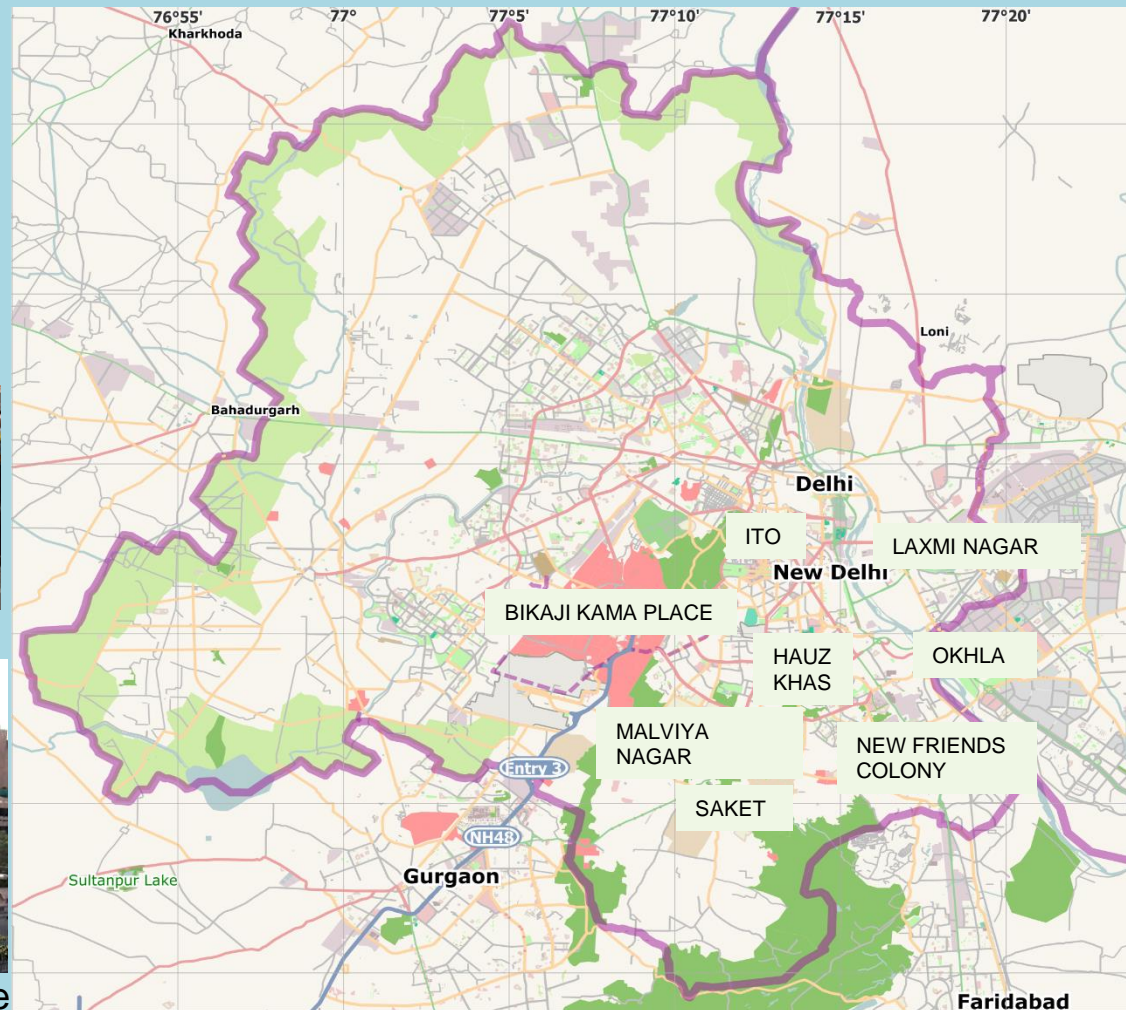 76°55' 77° 77°5' 77°10' 77°15' 77°20'
Kharkhoda
Loni
Bahadurgarh
Delhi
ITO
LAXMI NAGAR
New Delhi
BIKAJI KAMA PLACE
HAUZ
KHAS
OKHLA
MALVIYA
NAGAR
NEW FRIENDS
COLONY
Entry 3
SAKET
NH48
Gurgaon
Sultanpur Lake
Faridabad
e